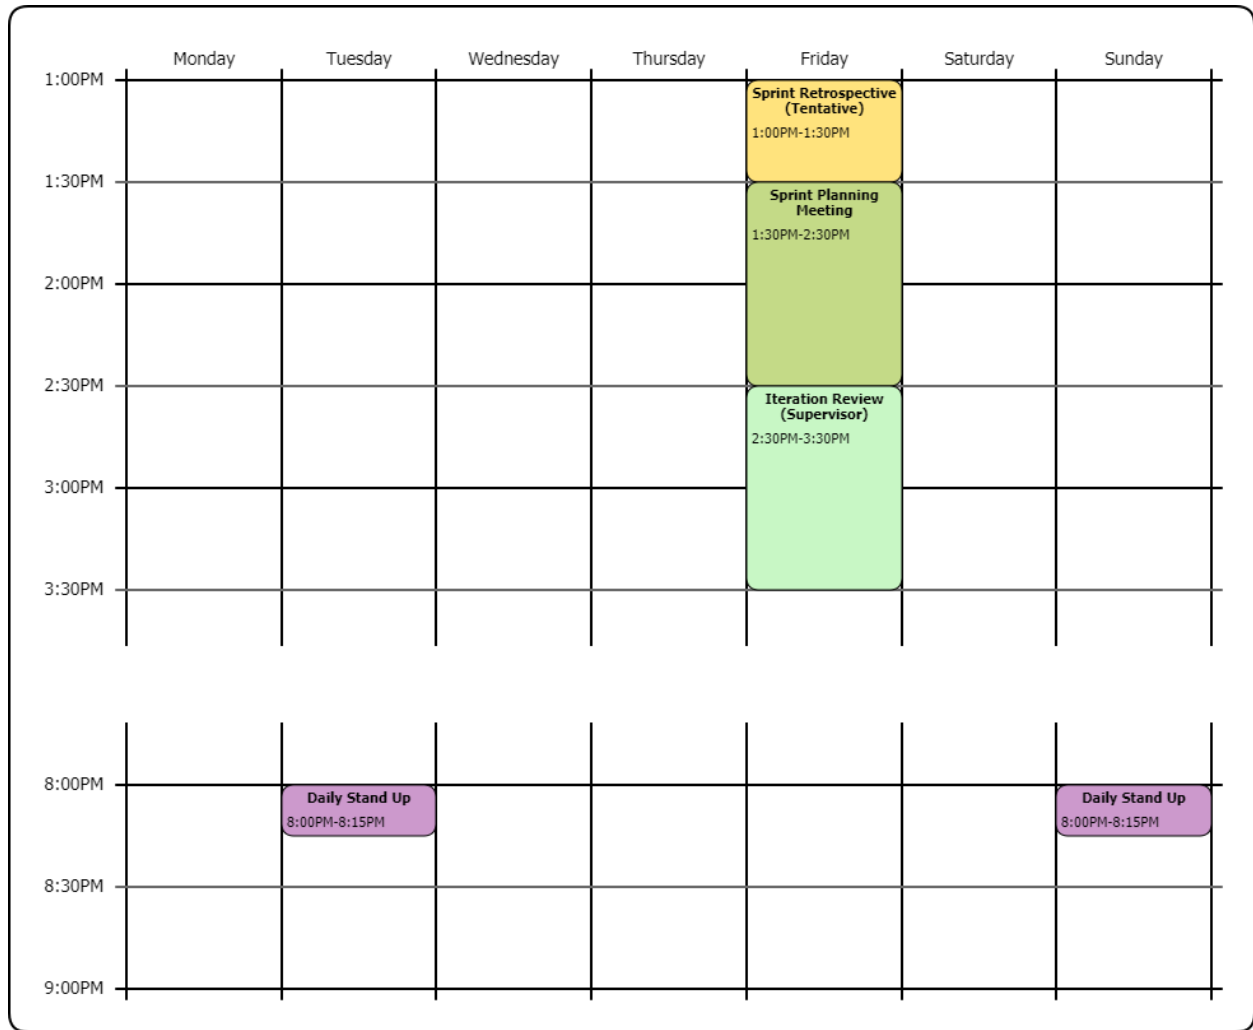 Monday Tuesday Wednesday Thursday Friday Saturday Sunday
1:00PM
Sprint Retrospective
(Tentative)
1:00PM-1:30PM
1:30PM
Sprint Planning
Meeting
1:30PM-2:30PM
2:00PM
2:30PM
Iteration Review
(Supervisor)
2:30PM-3:30PM
3:00PM
3:30PM
8:00PM
Daily Stand Up
8:00PM-8:15PM
Daily Stand Up
8:00PM-8:15PM
8:30PM
9:00PM